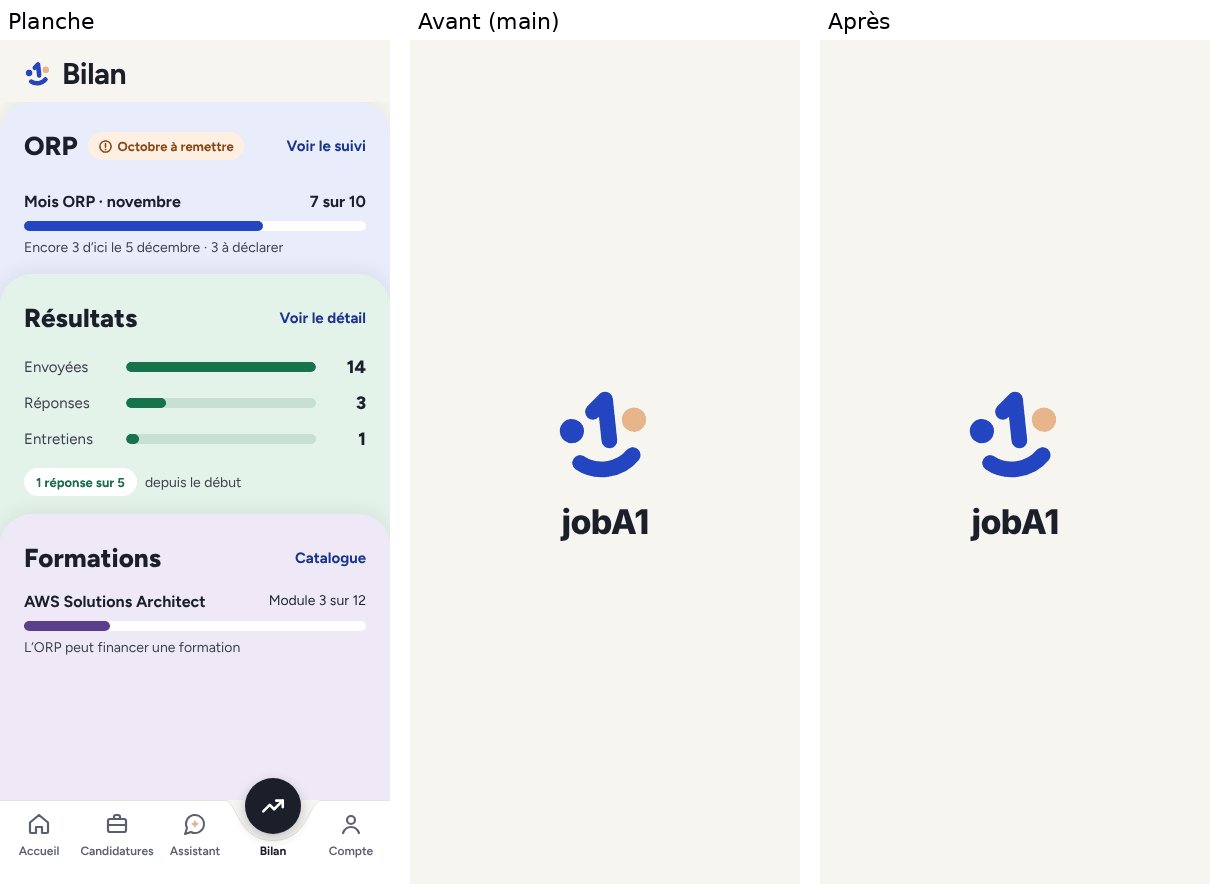 Planche
Avant (main)
Après
Bilan
ORP
Octobre à remettre
Voir le suivi
Mois ORP · novembre
7 sur 10
Encore 3 d’ici le 5 décembre · 3 à déclarer
Résultats
Voir le détail
Envoyées
14
Réponses
3
Entretiens
1
1 réponse sur 5
depuis le début
Formations
Catalogue
AWS Solutions Architect
Module 3 sur 12
L’ORP peut financer une formation
Accueil
Candidatures
Assistant
Bilan
Compte
jobA1
jobA1